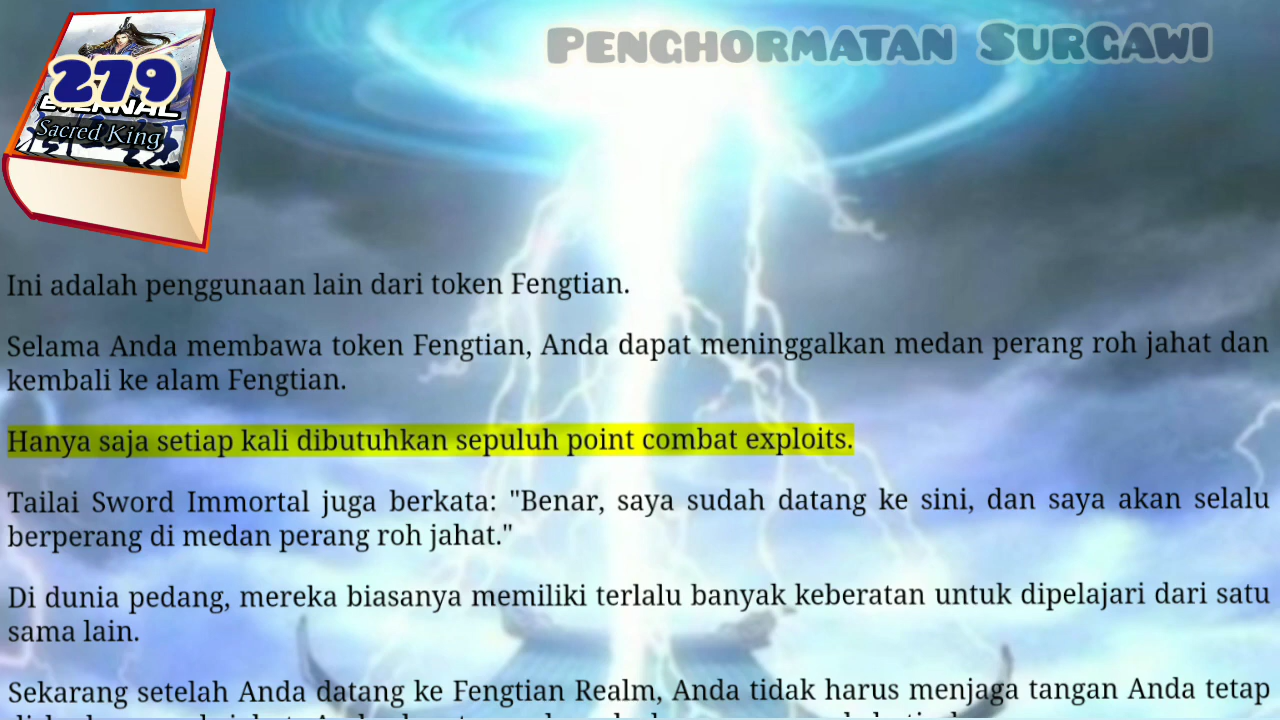 Penghormatan Surgawi
279
ETERNAL
Sacred King
Ini adalah penggunaan lain dari token Fengtian.
Selama Anda membawa token Fengtian, Anda dapat meninggalkan medan perang roh jahat dan
kembali ke alam Fengtian.
Hanya saja setiap kali dibutuhkan sepuluh point combat exploits.
Tailai Sword Immortal juga berkata: "Benar, saya sudah datang ke sini, dan saya akan selalu
berperang di medan perang roh jahat."
Di dunia pedang, mereka biasanya memiliki terlalu banyak keberatan untuk dipelajari dari satu
sama lain.
Sekarang setelah Anda datang ke Fengtian Realm, Anda tidak harus menjaga tangan Anda tetap